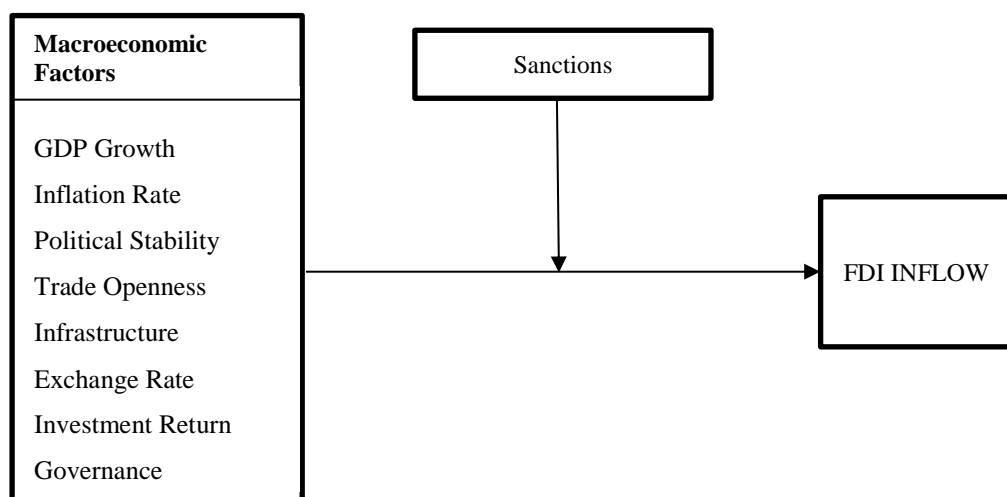 Macroeconomic
Factors
GDP Growth
Inflation Rate
Political Stability
Trade Openness
Infrastructure
Exchange Rate
Investment Return
Governance
Sanctions
FDI INFLOW